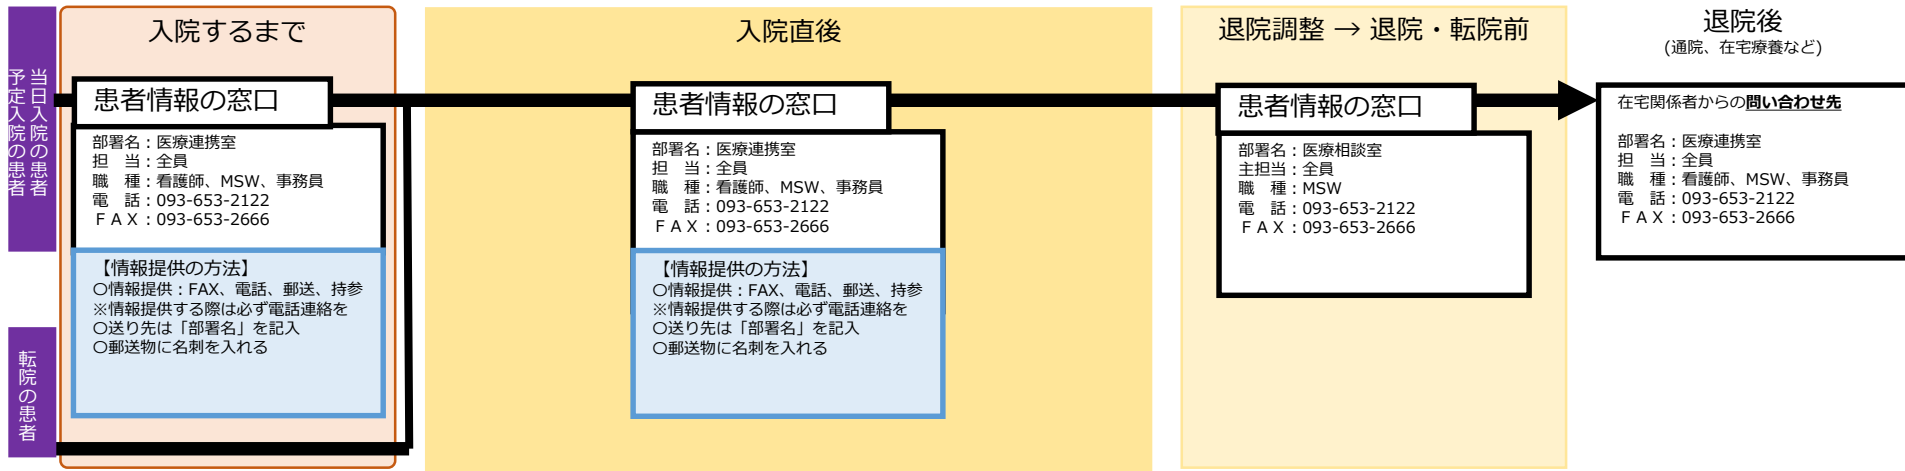 当日入院の患者
予定入院の患者
転院の患者
入院するまで
患者情報の窓口
部署名：医療連携室
担　当：全員
職　種：看護師、MSW、事務員
電　話：093-653-2122
ＦＡＸ：093-653-2666
【情報提供の方法】
〇情報提供：FAX、電話、郵送、持参
※情報提供する際は必ず電話連絡を
〇送り先は「部署名」を記入
〇郵送物に名刺を入れる
入院直後
患者情報の窓口
部署名：医療連携室
担　当：全員
職　種：看護師、MSW、事務員
電　話：093-653-2122
ＦＡＸ：093-653-2666
【情報提供の方法】
〇情報提供：FAX、電話、郵送、持参
※情報提供する際は必ず電話連絡を
〇送り先は「部署名」を記入
〇郵送物に名刺を入れる
退院調整 → 退院・転院前
患者情報の窓口
部署名：医療相談室
主担当：全員
職　種：MSW
電　話：093-653-2122
ＦＡＸ：093-653-2666
退院後
(通院、在宅療養など)
在宅関係者からの問い合わせ先
部署名：医療連携室
担　当：全員
職　種：看護師、MSW、事務員
電　話：093-653-2122
ＦＡＸ：093-653-2666